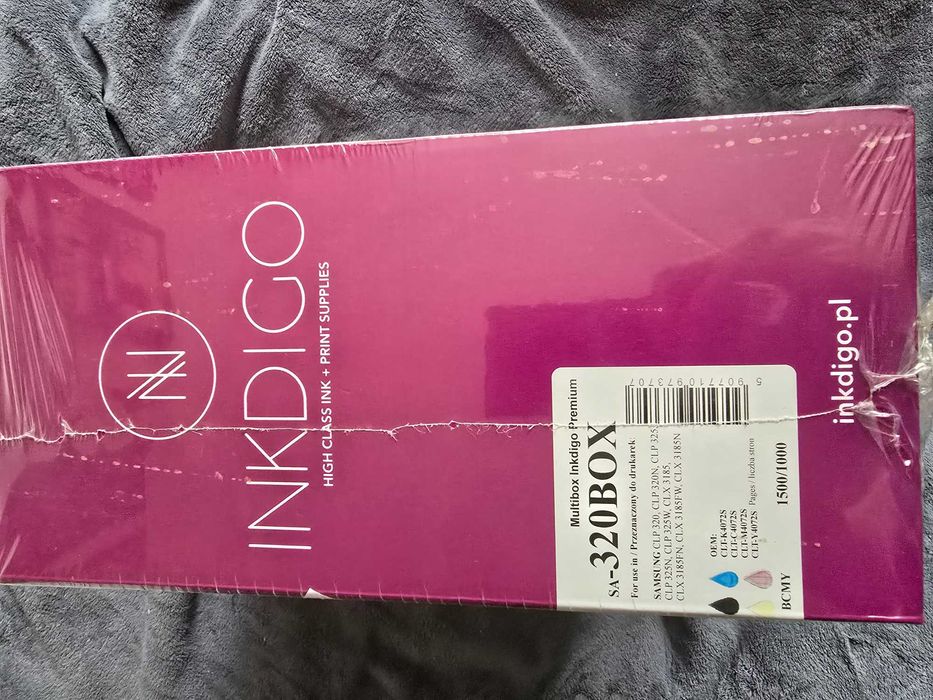 INKDIGO
HIGH CLASS INK + PRINT SUPPLIES
Multibox Inkdigo Premium
SA-320BOX
For use in / Przeznaczony do drukarek:
SAMSUNG CLP 320, CLP 320N, CLP 325,
CLP 325N, CLP 325W, CLX 3185,
CLX 3185FN, CLX 3185FW, CLX 3185N
5 907710 973707
OEM:
CLT-K4072S
CLT-C4072S
CLT-M4072S
CLT-Y4072S
Pages / liczba stron
BCMY
1500/1000
inkdigo.pl